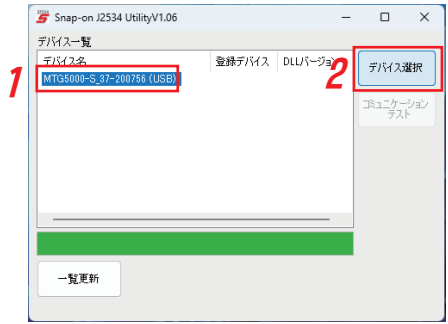 Snap-on J2534 UtilityV1.06
デバイス一覧
デバイス名 登録デバイス DLLバージョン
1 MTG5000-S_37-200756 (USB)
2 デバイス選択
コミュニケーション
テスト
一覧更新